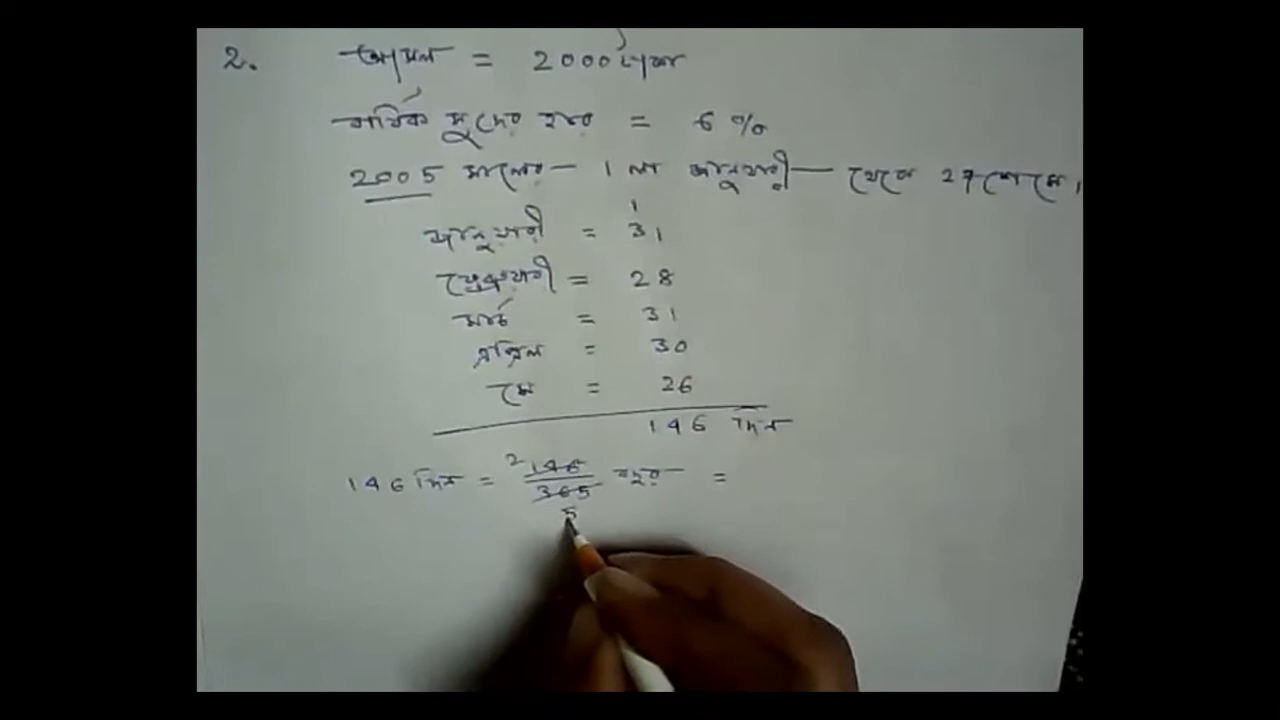 2. আসল = 2000 টাকা
বার্ষিক সুদের হার = 6 %
2005 সালের 1 লা জানুয়ারী থেকে 27 শে মে।
1
জানুয়ারী = 31
ফেব্রুয়ারী = 28
মার্চ = 31
এপ্রিল = 30
মে = 26
146 দিন
146 দিন = 2 146/365 বছর =
5